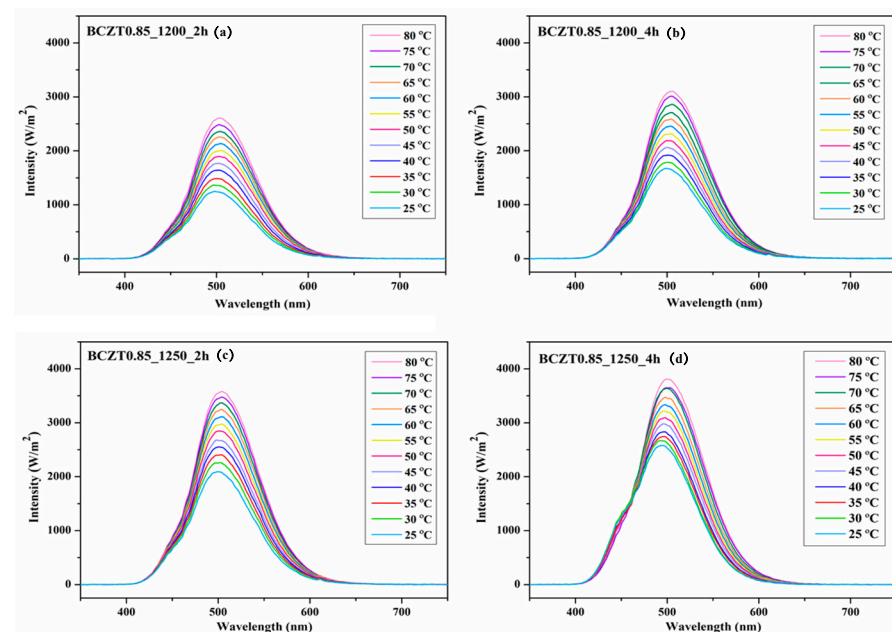 BCZT0.85_1200_2h (a)
4000
3000
2000
1000
0
Intensity (W/m²)
400
500
600
700
Wavelength (nm)
80 °C
75 °C
70 °C
65 °C
60 °C
55 °C
50 °C
45 °C
40 °C
35 °C
30 °C
25 °C
BCZT0.85_1200_4h (b)
4000
3000
2000
1000
0
Intensity (W/m²)
400
500
600
700
Wavelength (nm)
80 °C
75 °C
70 °C
65 °C
60 °C
55 °C
50 °C
45 °C
40 °C
35 °C
30 °C
25 °C
BCZT0.85_1250_2h (c)
4000
3000
2000
1000
0
Intensity (W/m²)
400
500
600
700
Wavelength (nm)
80 °C
75 °C
70 °C
65 °C
60 °C
55 °C
50 °C
45 °C
40 °C
35 °C
30 °C
25 °C
BCZT0.85_1250_4h (d)
4000
3000
2000
1000
0
Intensity (W/m²)
400
500
600
700
Wavelength (nm)
80 °C
75 °C
70 °C
65 °C
60 °C
55 °C
50 °C
45 °C
40 °C
35 °C
30 °C
25 °C